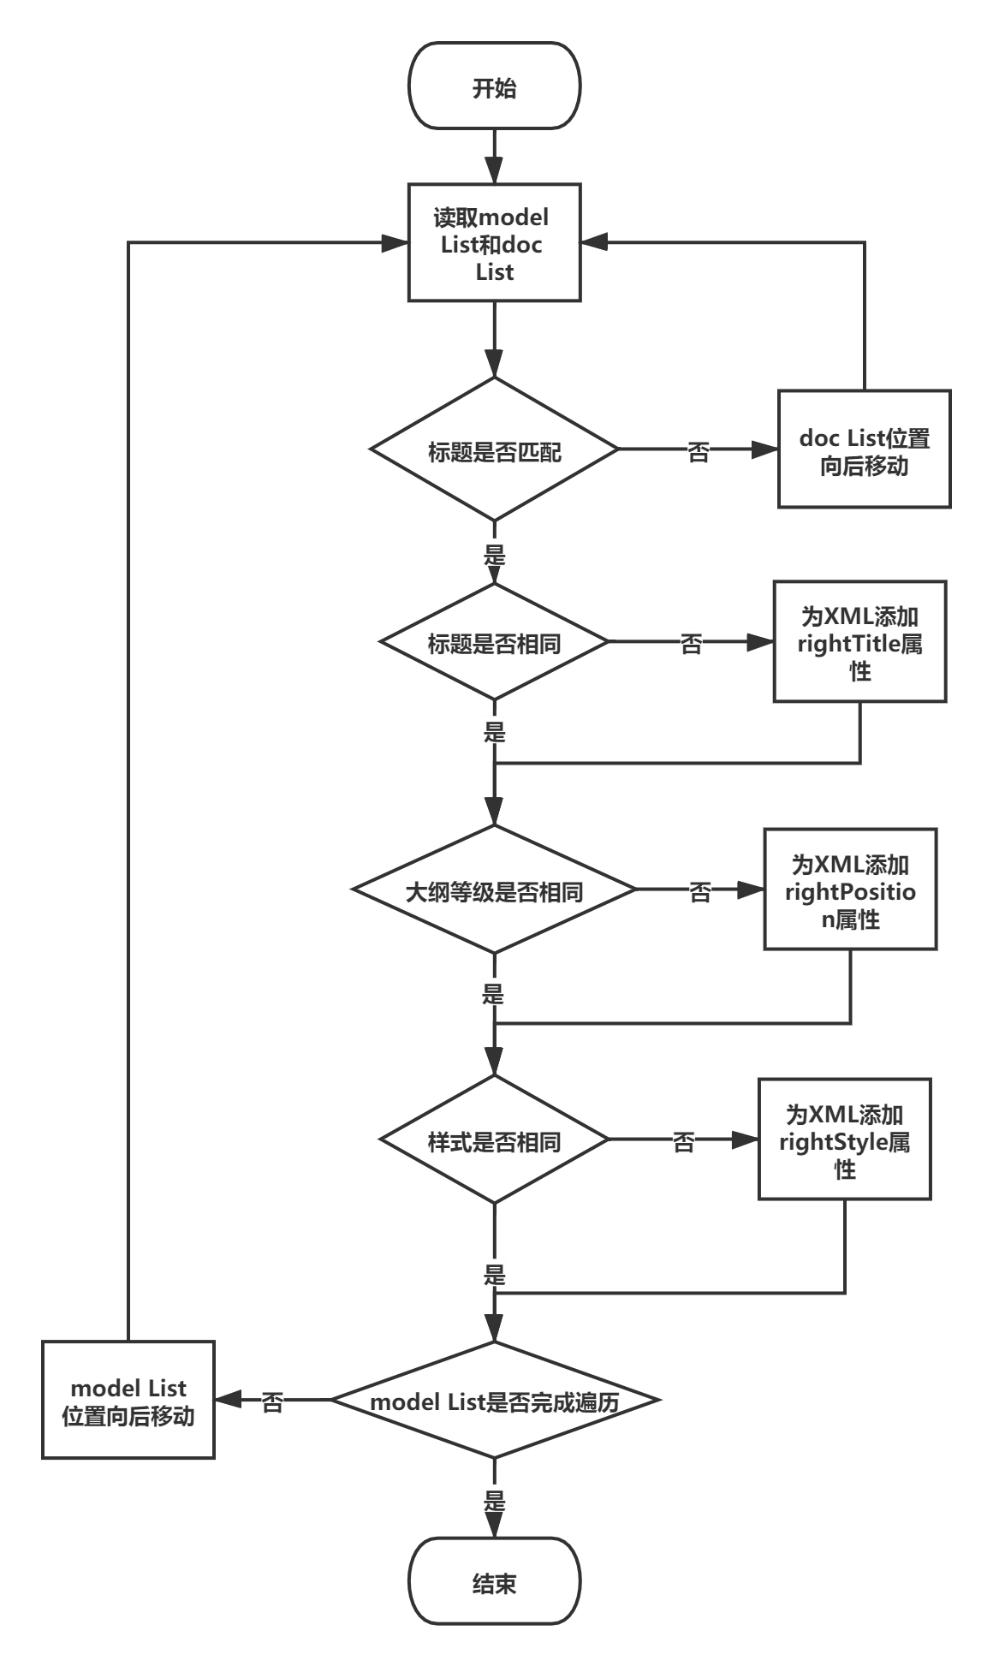 开始
读取model
List和doc
List
标题是否匹配
否
doc List位置
向后移动
是
标题是否相同
否
为XML添加
rightTitle属
性
是
大纲等级是否相同
否
为XML添加
rightPositio
n属性
是
样式是否相同
否
为XML添加
rightStyle属
性
是
model List是否完成遍历
否
model List
位置向后移动
是
结束